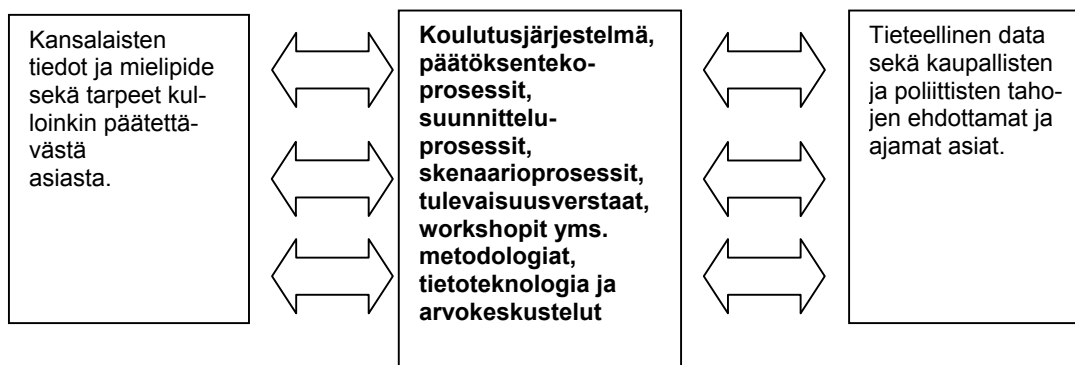 Kansalaisten
tiedot ja mielipide
sekä tarpeet kul-
loinkin päätettä-
västä
asiasta.
Koulutusjärjestelmä,
päätöksenteko-
prosessit,
suunnittelu-
prosessit,
skenaarioprosessit,
tulevaisuusverstaat,
workshopit yms.
metodologiat,
tietoteknologia ja
arvokeskustelut
Tieteellinen data
sekä kaupallisten
ja poliittisten taho-
jen ehdottamat ja
ajamat asiat.